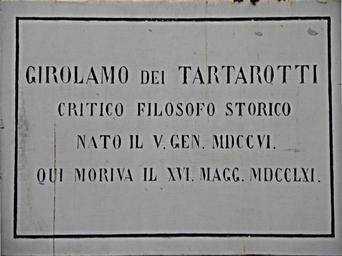 GIROLAMO DEI TARTAROTTI
CRITICO FILOSOFO STORICO
NATO IL V. GEN. MDCCVI.
QUI MORIVA IL XVI. MAGG. MDCCLXI.